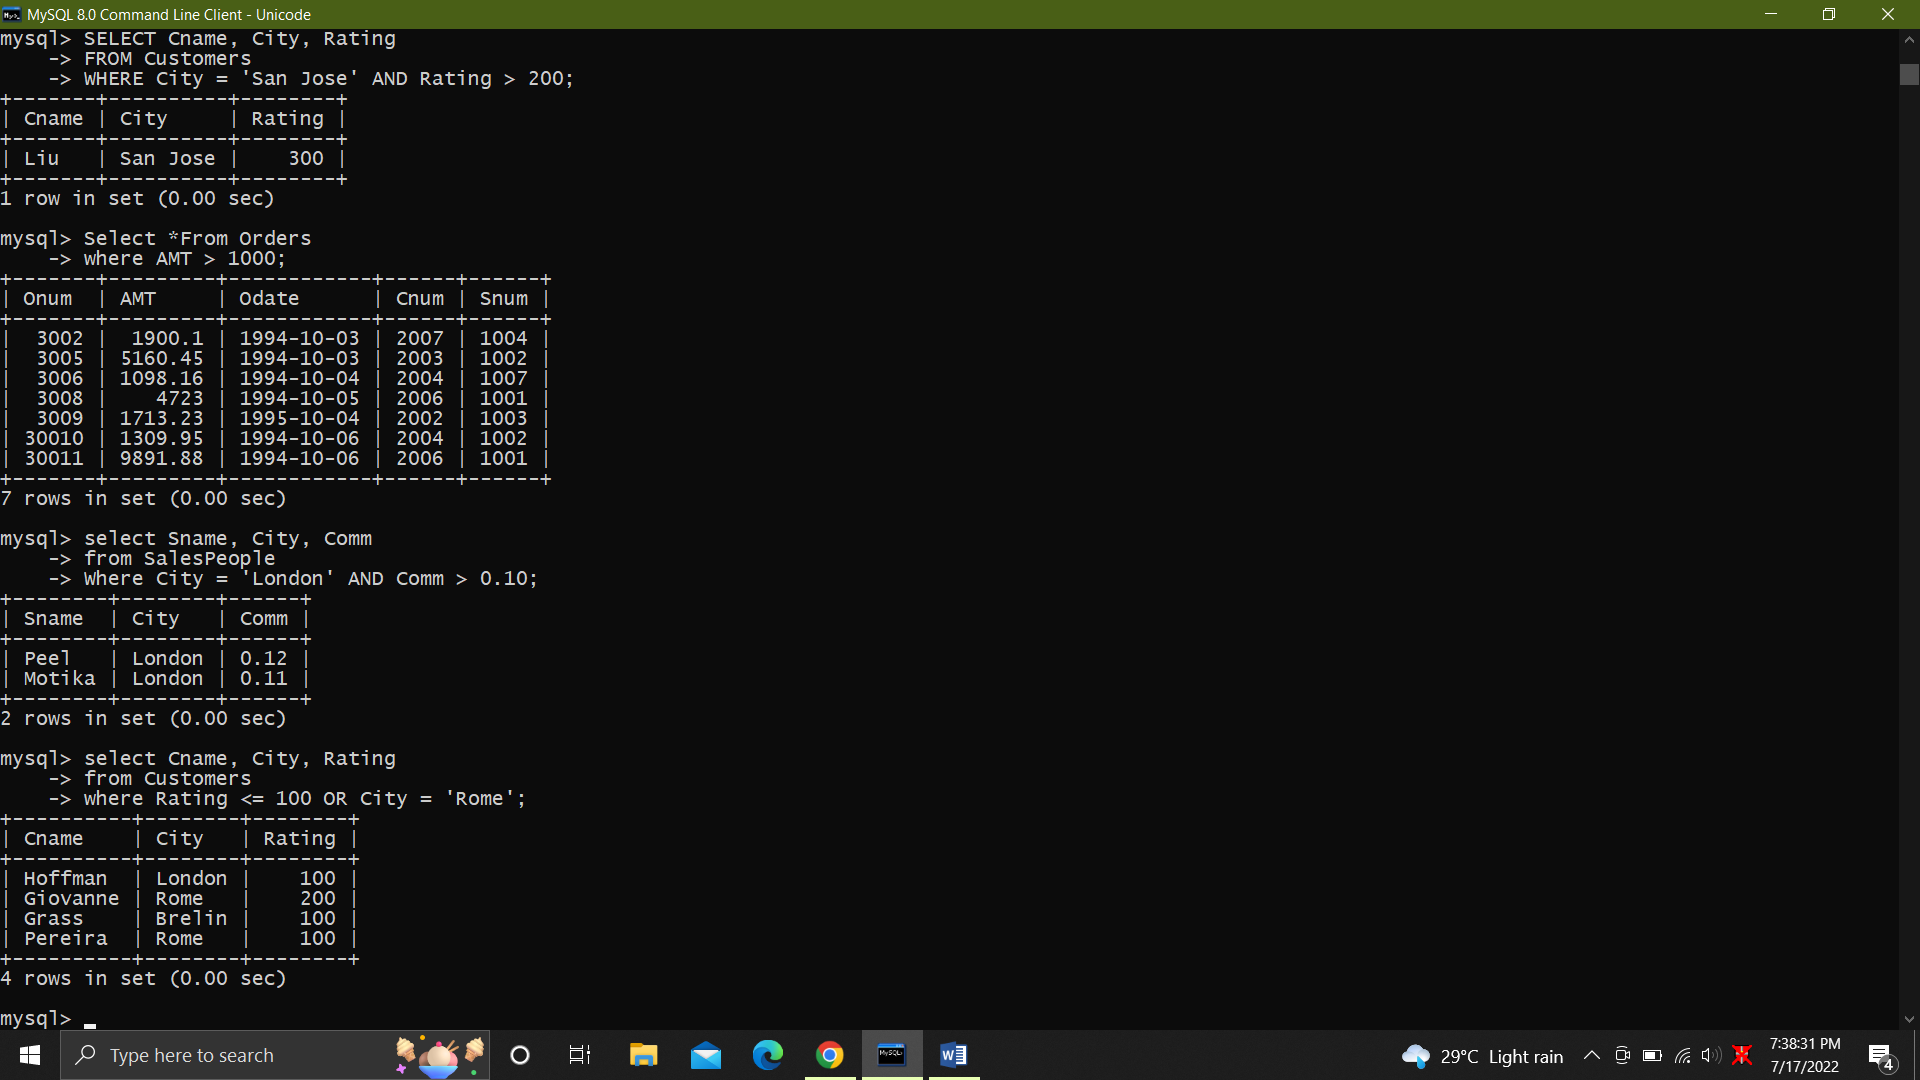 MySQL 8.0 Command Line Client - Unicode
mysql> SELECT Cname, City, Rating
    -> FROM Customers
    -> WHERE City = 'San Jose' AND Rating > 200;
+-------+----------+--------+
| Cname | City     | Rating |
+-------+----------+--------+
| Liu   | San Jose |    300 |
+-------+----------+--------+
1 row in set (0.00 sec)

mysql> Select *From Orders
    -> where AMT > 1000;
+-------+---------+------------+------+------+
| Onum  | AMT     | Odate      | Cnum | Snum |
+-------+---------+------------+------+------+
|  3002 |  1900.1 | 1994-10-03 | 2007 | 1004 |
|  3005 | 5160.45 | 1994-10-03 | 2003 | 1002 |
|  3006 | 1098.16 | 1994-10-04 | 2004 | 1007 |
|  3008 |    4723 | 1994-10-05 | 2006 | 1001 |
|  3009 | 1713.23 | 1995-10-04 | 2002 | 1003 |
| 30010 | 1309.95 | 1994-10-06 | 2004 | 1002 |
| 30011 | 9891.88 | 1994-10-06 | 2006 | 1001 |
+-------+---------+------------+------+------+
7 rows in set (0.00 sec)

mysql> select Sname, City, Comm
    -> from SalesPeople
    -> Where City = 'London' AND Comm > 0.10;
+--------+--------+------+
| Sname  | City   | Comm |
+--------+--------+------+
| Peel   | London | 0.12 |
| Motika | London | 0.11 |
+--------+--------+------+
2 rows in set (0.00 sec)

mysql> select Cname, City, Rating
    -> from Customers
    -> where Rating <= 100 OR City = 'Rome';
+----------+--------+--------+
| Cname    | City   | Rating |
+----------+--------+--------+
| Hoffman  | London |    100 |
| Giovanne | Rome   |    200 |
| Grass    | Brelin |    100 |
| Pereira  | Rome   |    100 |
+----------+--------+--------+
4 rows in set (0.00 sec)

mysql> _
Type here to search
29°C Light rain
7:38:31 PM
7/17/2022
4